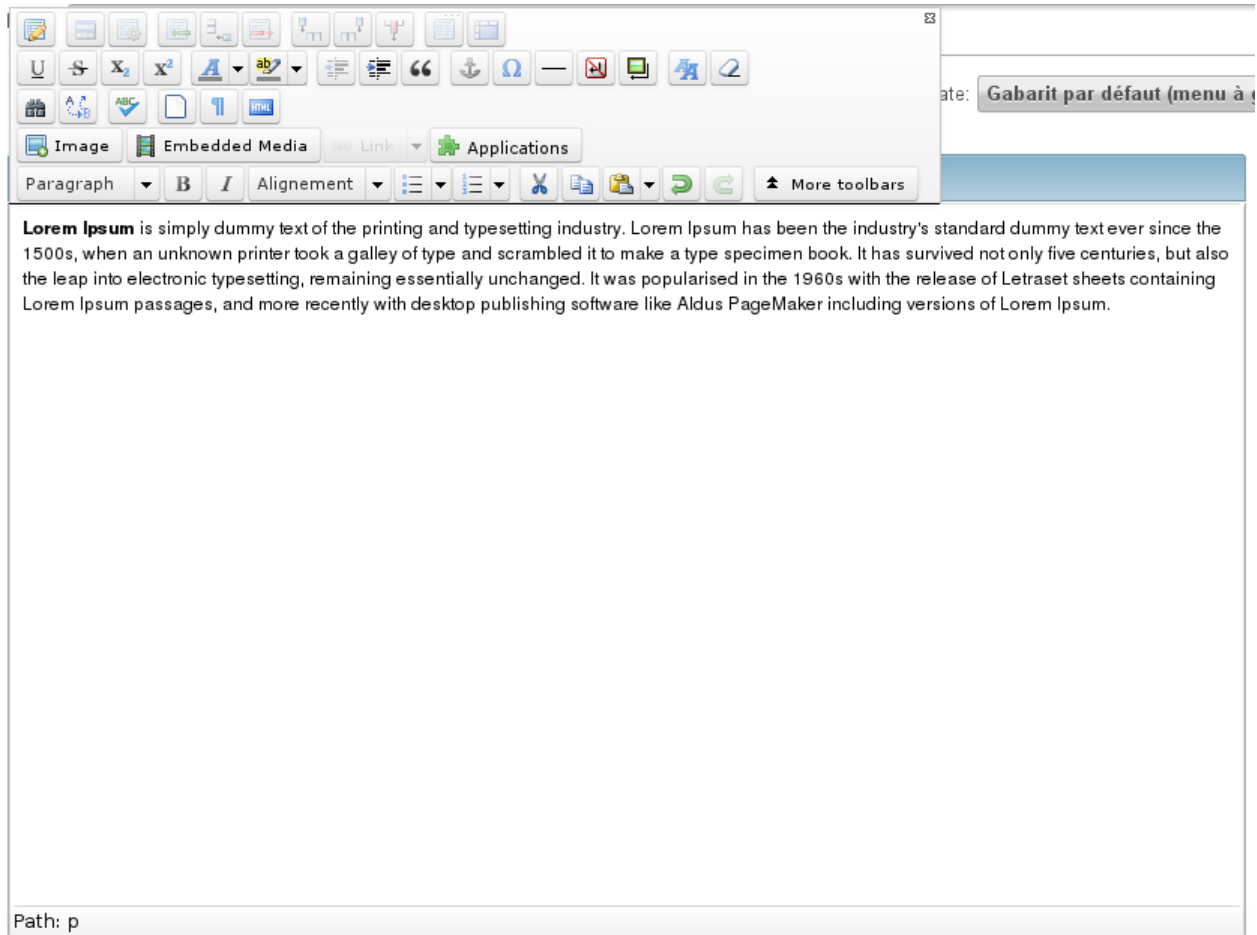 U S X₂ X² A ab Ω
A B ABC HTML
ate: Gabarit par défaut (menu à g
Image Embedded Media Link Applications
Paragraph B I Alignement More toolbars
Lorem Ipsum is simply dummy text of the printing and typesetting industry. Lorem Ipsum has been the industry's standard dummy text ever since the
1500s, when an unknown printer took a galley of type and scrambled it to make a type specimen book. It has survived not only five centuries, but also
the leap into electronic typesetting, remaining essentially unchanged. It was popularised in the 1960s with the release of Letraset sheets containing
Lorem Ipsum passages, and more recently with desktop publishing software like Aldus PageMaker including versions of Lorem Ipsum.
Path: p